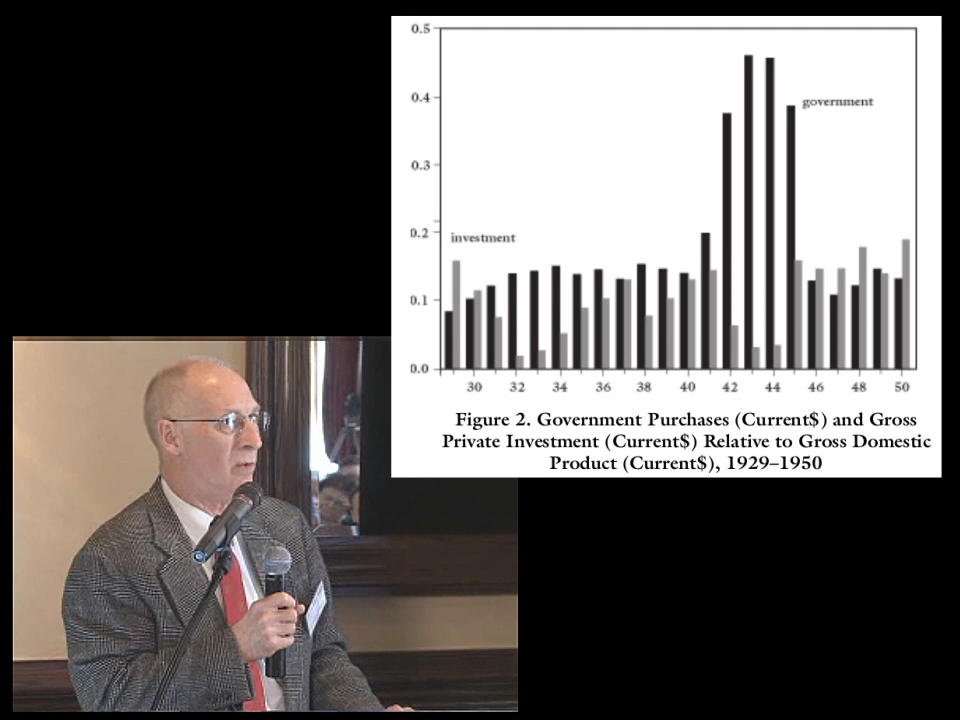 0.5
0.4
government
0.3
0.2
investment
0.1
0.0
30 32 34 36 38 40 42 44 46 48 50
Figure 2. Government Purchases (Current$) and Gross
Private Investment (Current$) Relative to Gross Domestic
Product (Current$), 1929–1950